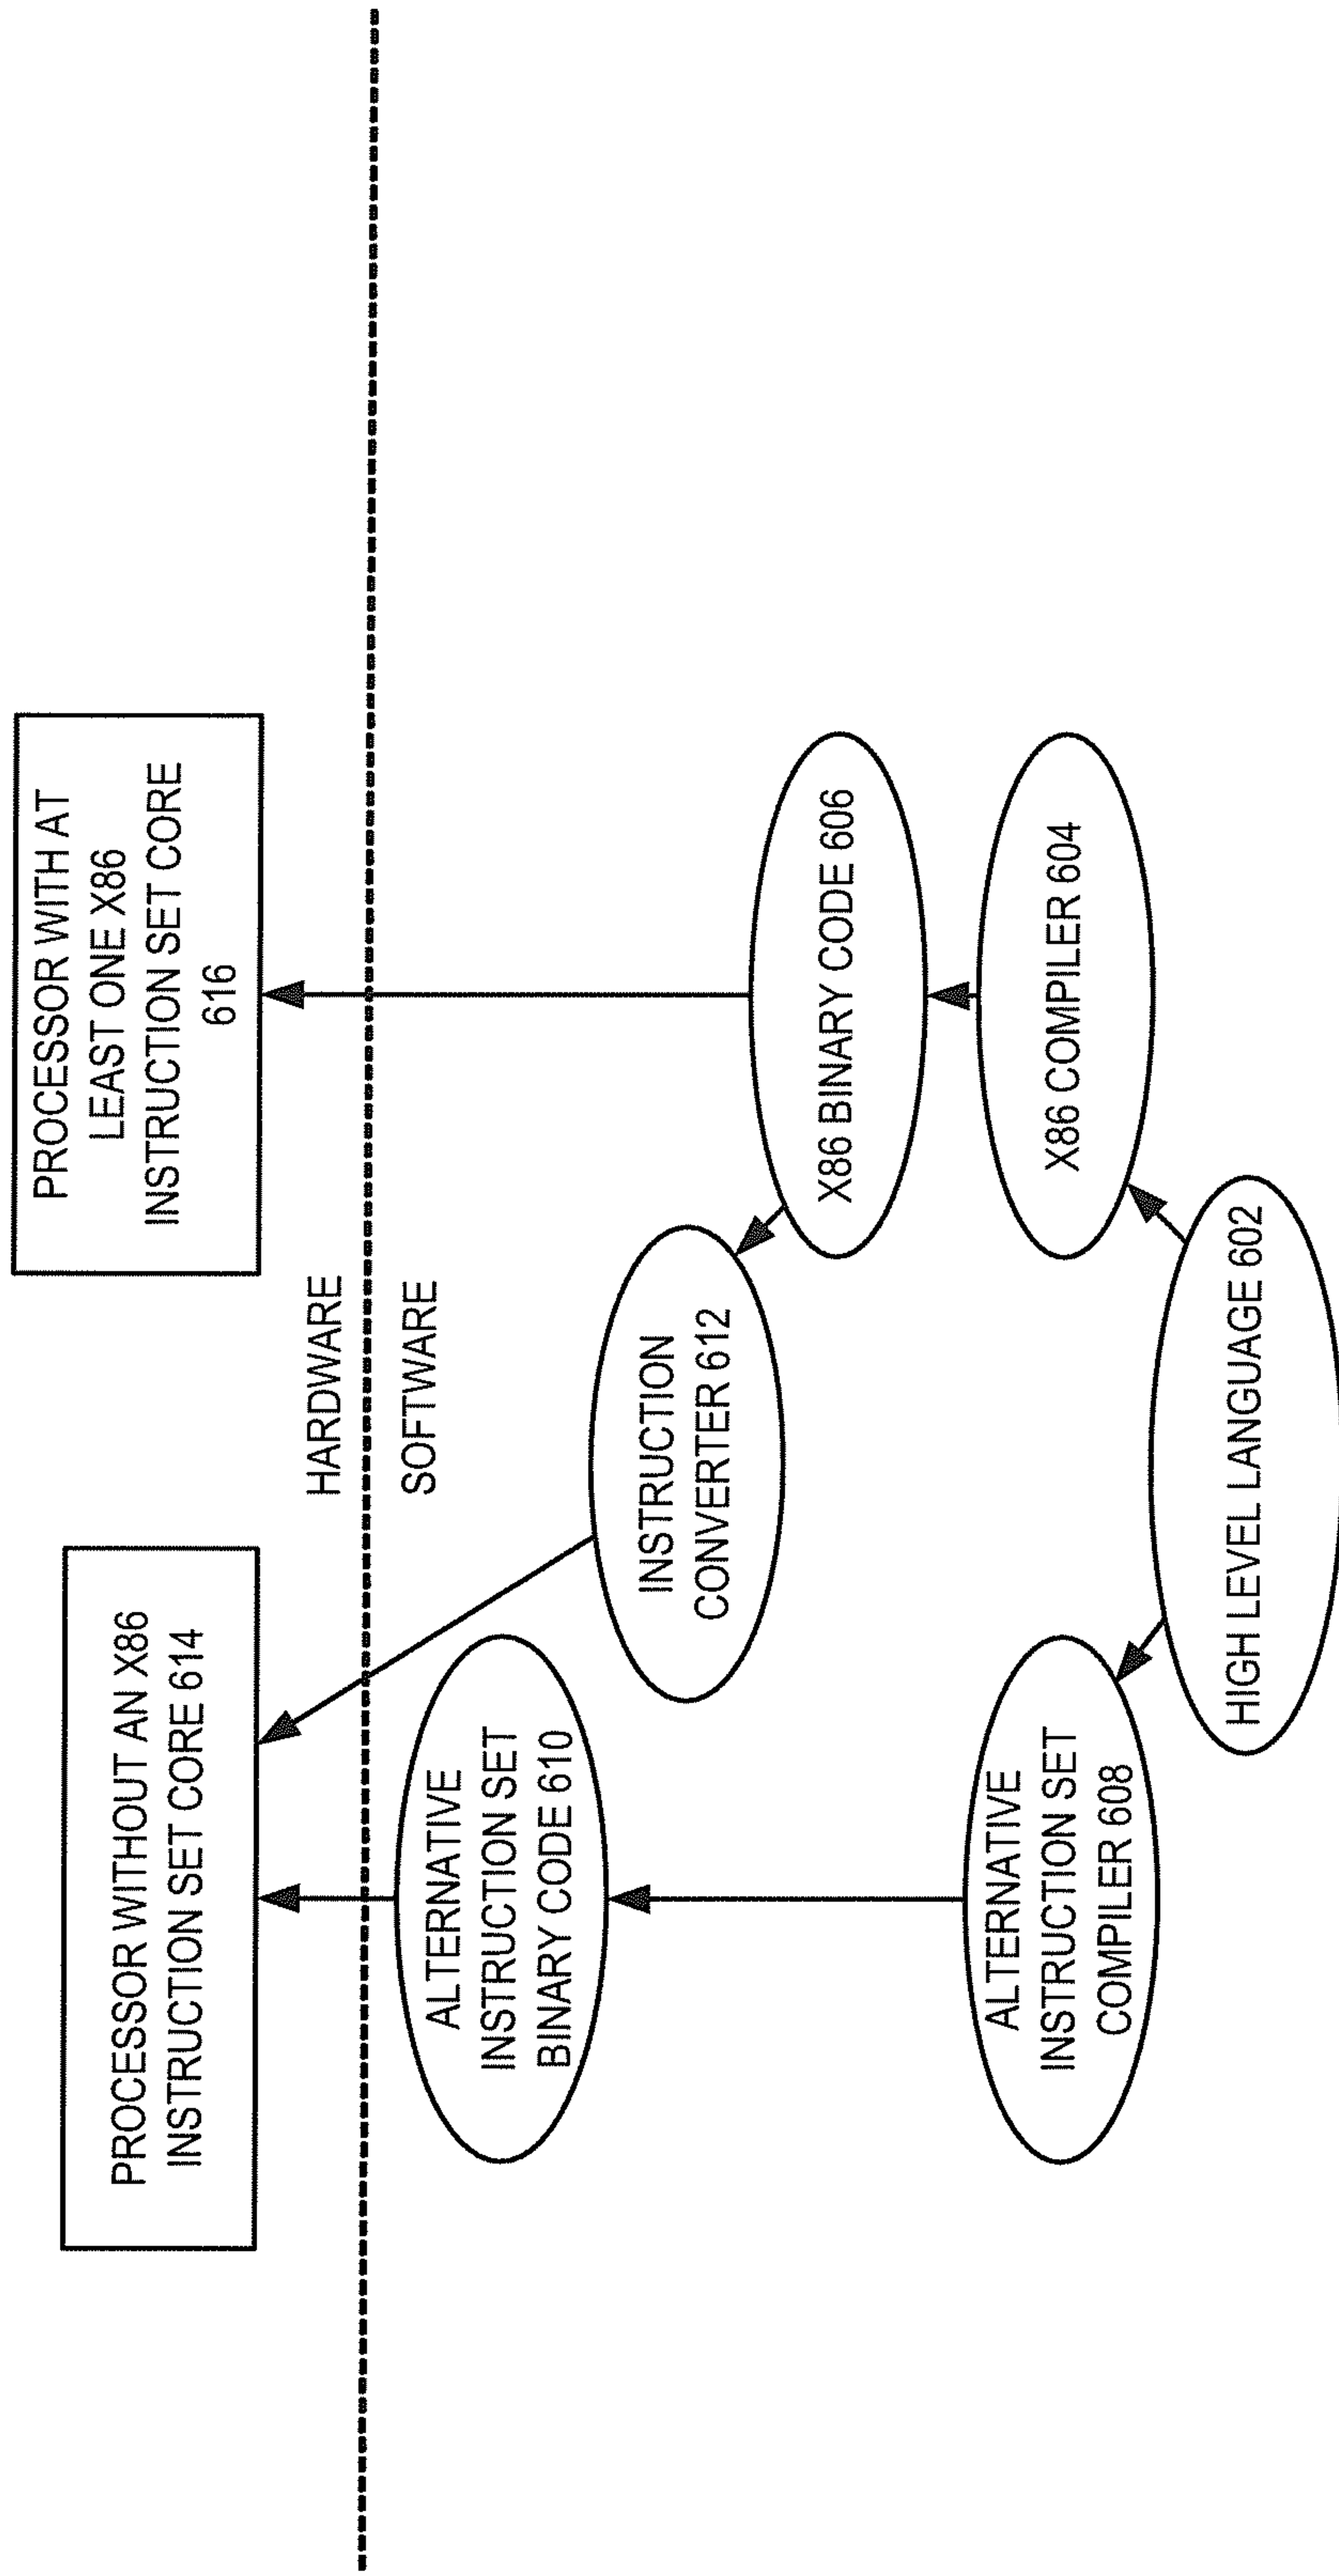 PROCESSOR WITHOUT AN X86
INSTRUCTION SET CORE 614
PROCESSOR WITH AT
LEAST ONE X86
INSTRUCTION SET CORE
616
HARDWARE
SOFTWARE
ALTERNATIVE
INSTRUCTION SET
BINARY CODE 610
INSTRUCTION
CONVERTER 612
X86 BINARY CODE 606
ALTERNATIVE
INSTRUCTION SET
COMPILER 608
X86 COMPILER 604
HIGH LEVEL LANGUAGE 602